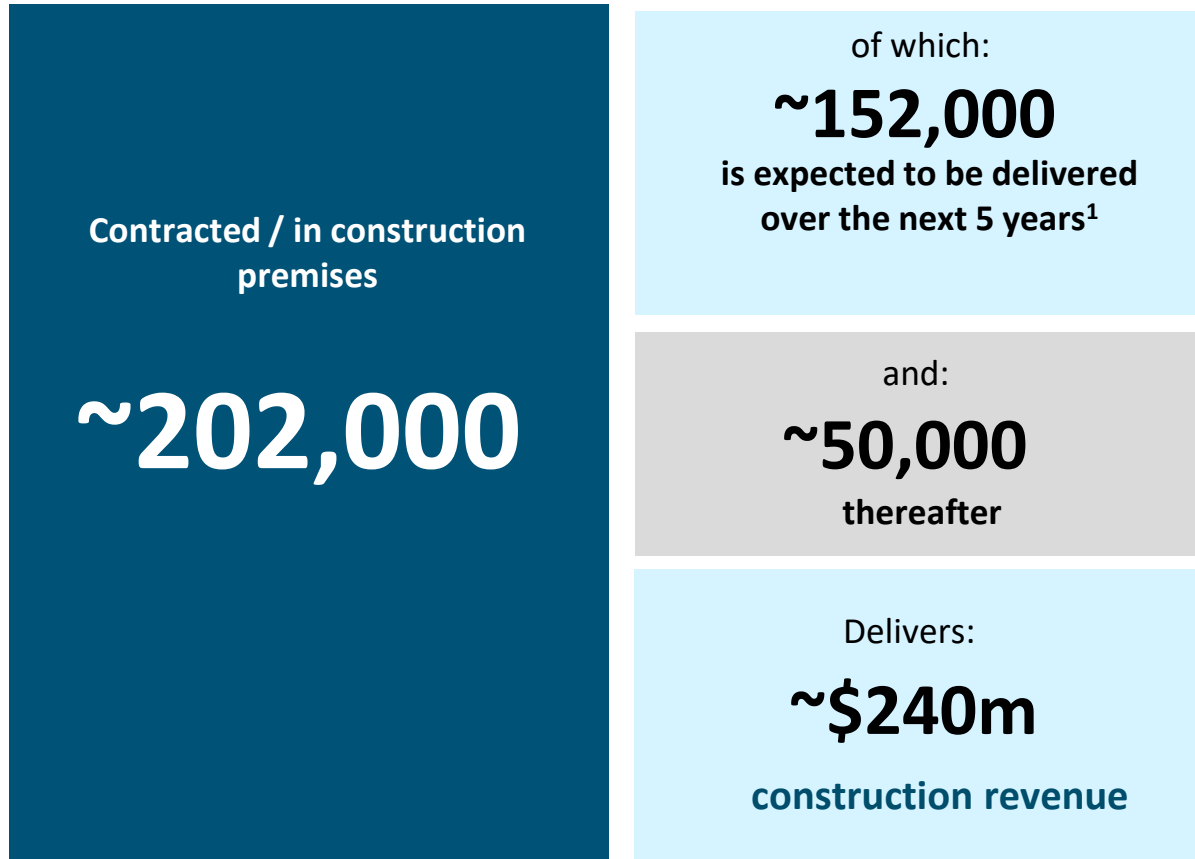 Contracted / in construction
premises
~202,000
of which:
~152,000
is expected to be delivered
over the next 5 years¹
and:
~50,000
thereafter
Delivers:
~$240m
construction revenue